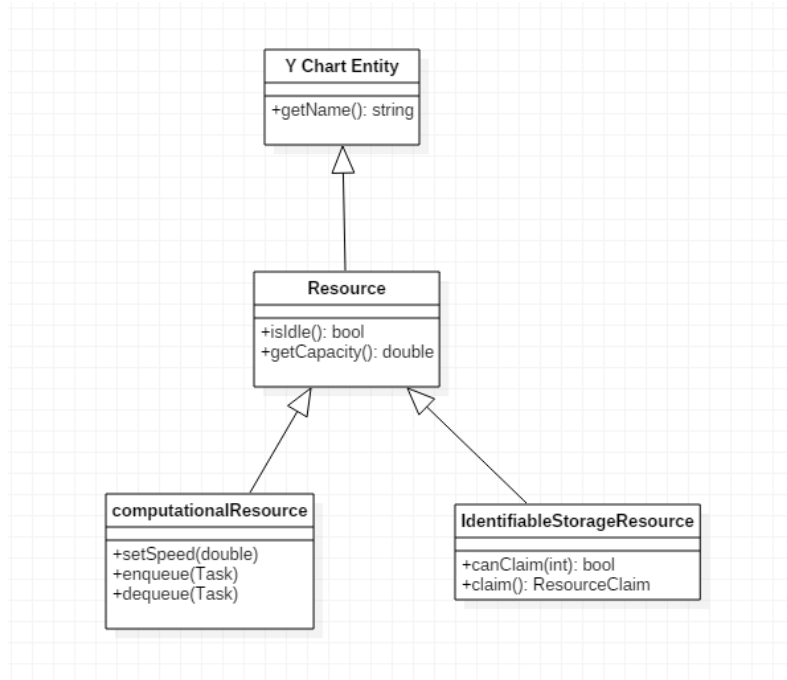 Y Chart Entity
+getName(): string
Resource
+isIdle(): bool
+getCapacity(): double
computationalResource
+setSpeed(double)
+enqueue(Task)
+dequeue(Task)
IdentifiableStorageResource
+canClaim(int): bool
+claim(): ResourceClaim